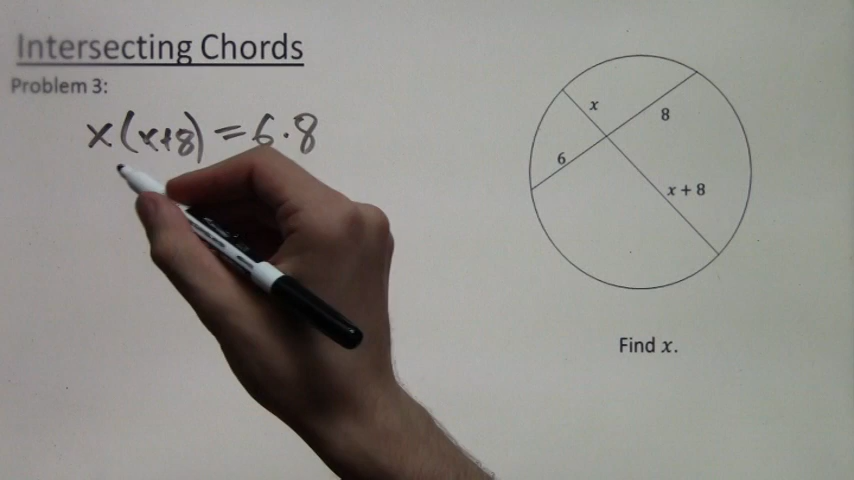 Intersecting Chords
Problem 3:
x(x+8) = 6·8
x
8
6
x + 8
Find x.